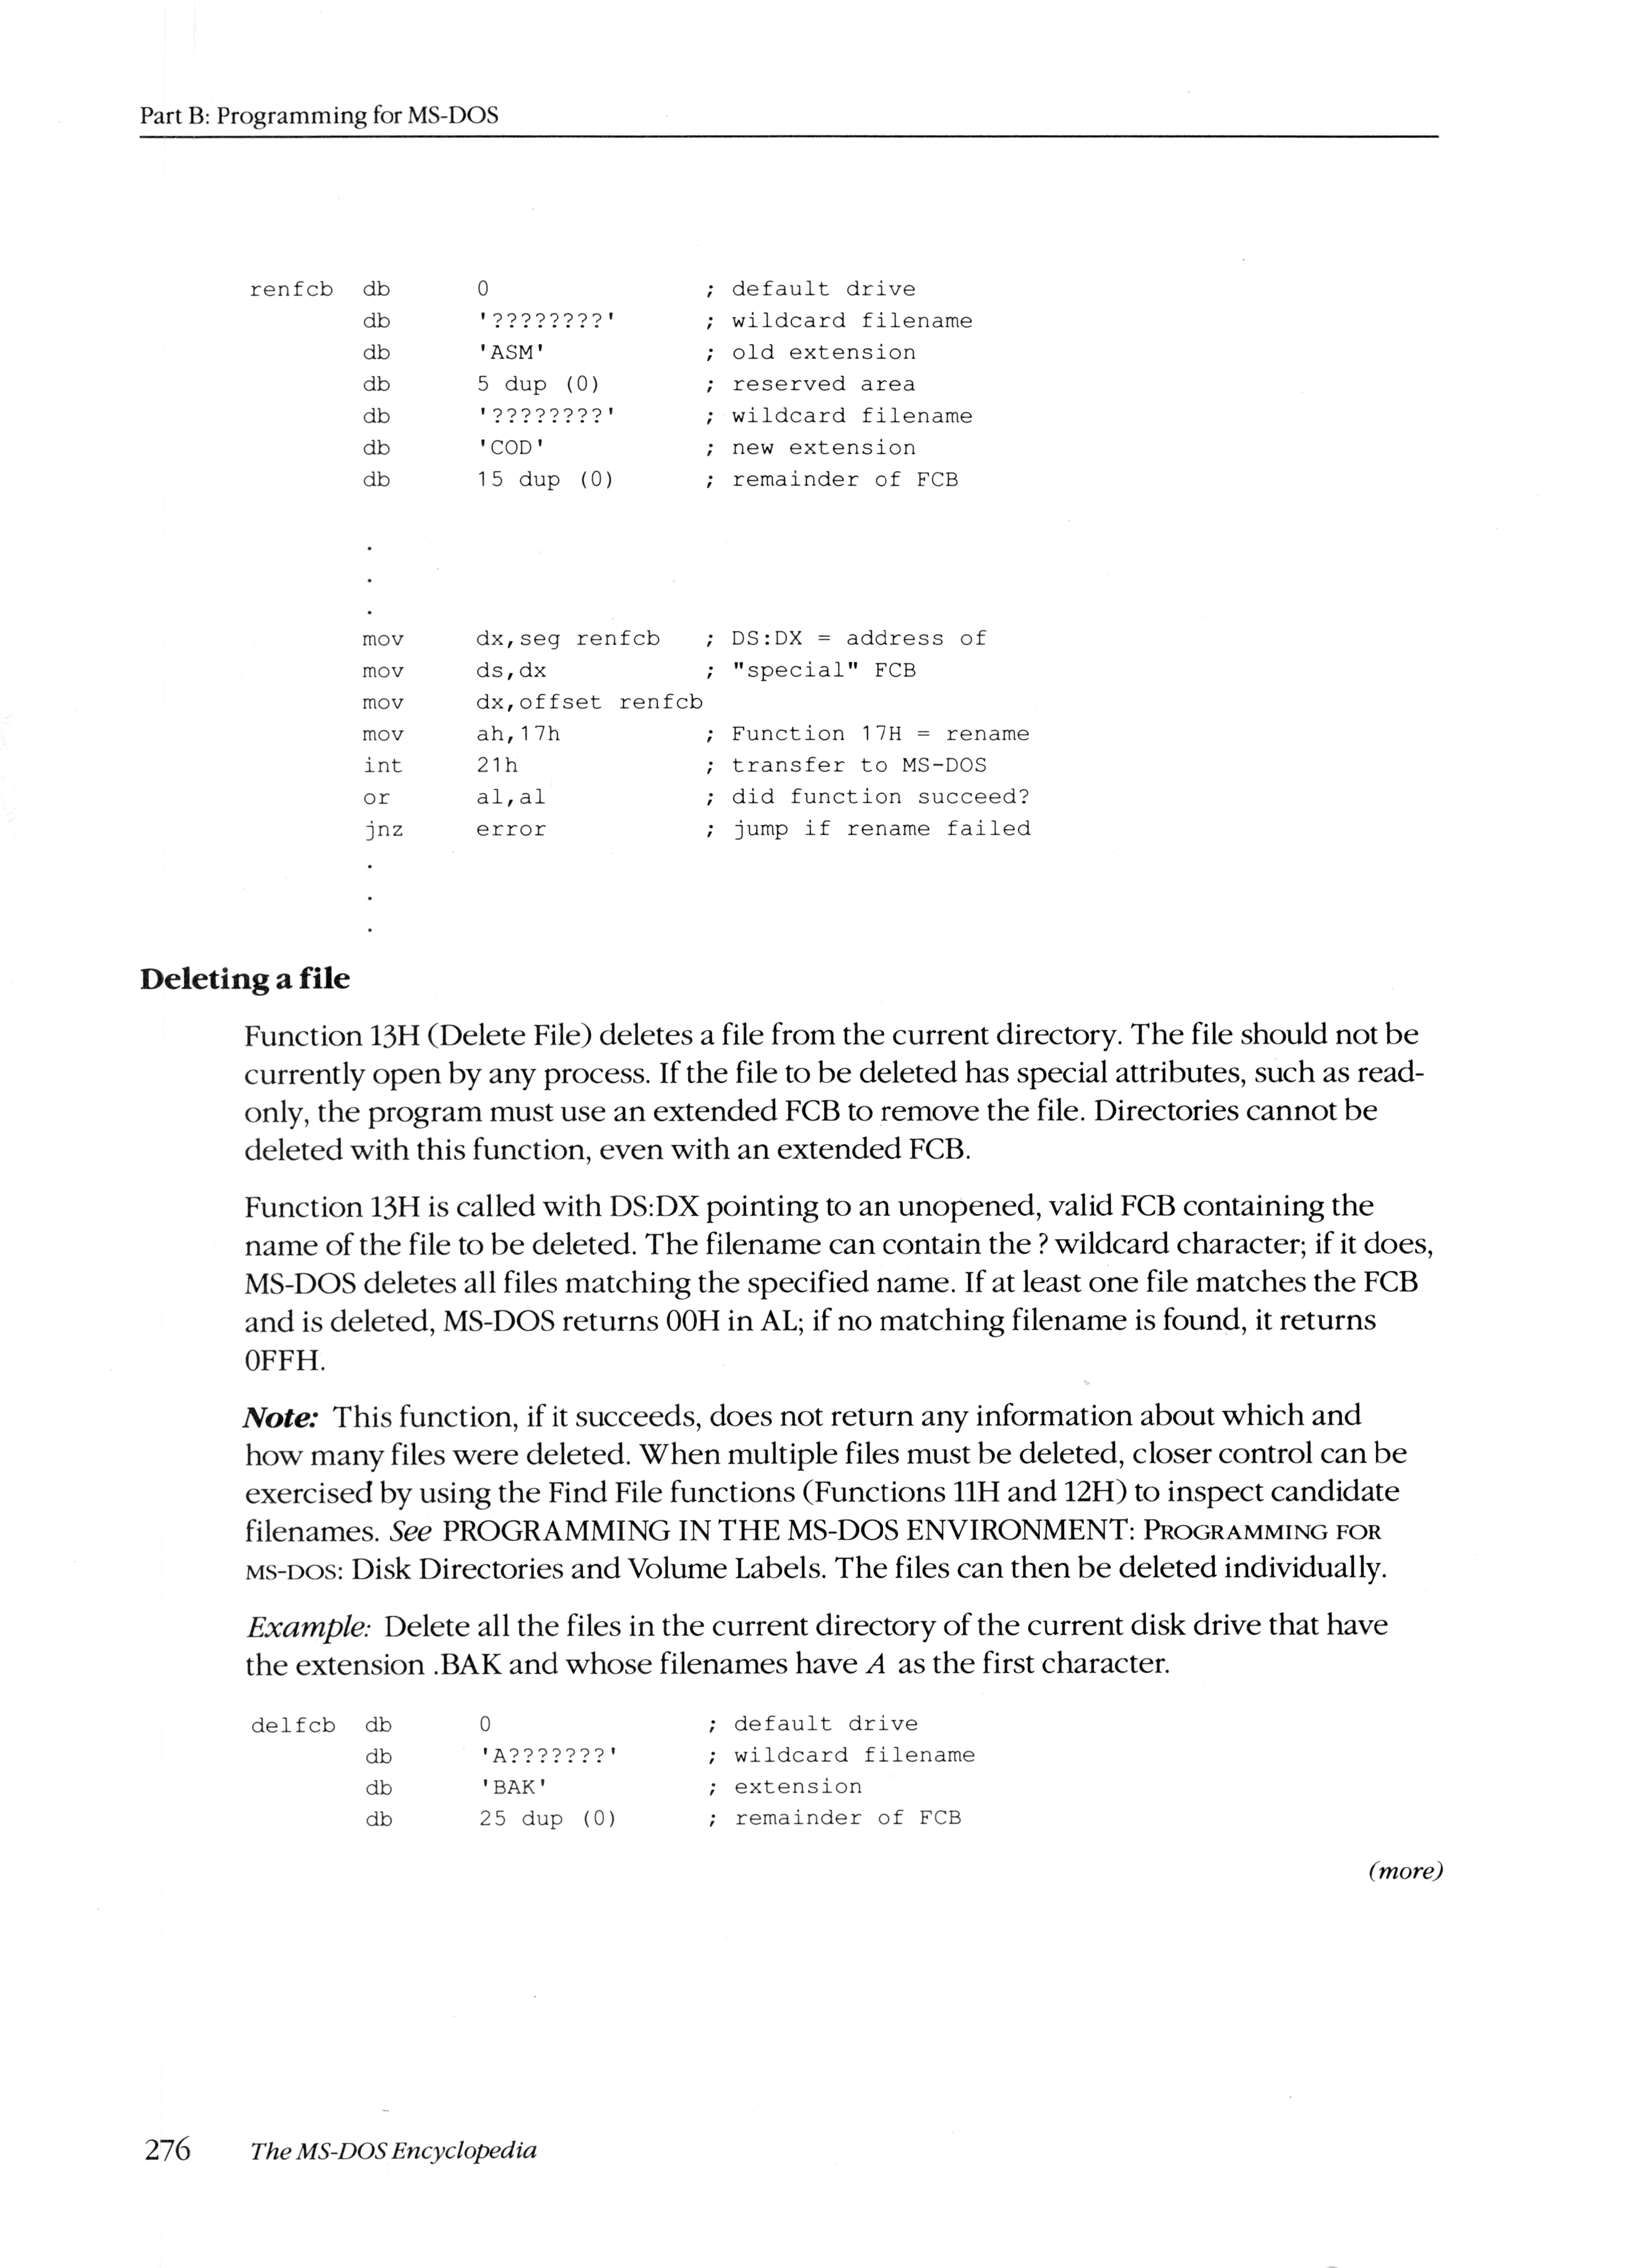 Part B: Programming for MS-DOS
renfcb db 0 ; default drive
db '????????' ; wildcard filename
db 'ASM' ; old extension
db 5 dup (0) ; reserved area
db '????????' ; wildcard filename
db 'COD' ; new extension
db 15 dup (0) ; remainder of FCB
.
.
.
mov dx,seg renfcb ; DS:DX = address of
mov ds,dx ; "special" FCB
mov dx,offset renfcb
mov ah,17h ; Function 17H = rename
int 21h ; transfer to MS-DOS
or al,al ; did function succeed?
jnz error ; jump if rename failed
.
.
.
Deleting a file
Function 13H (Delete File) deletes a file from the current directory. The file should not be
currently open by any process. If the file to be deleted has special attributes, such as read-
only, the program must use an extended FCB to remove the file. Directories cannot be
deleted with this function, even with an extended FCB.
Function 13H is called with DS:DX pointing to an unopened, valid FCB containing the
name of the file to be deleted. The filename can contain the ? wildcard character; if it does,
MS-DOS deletes all files matching the specified name. If at least one file matches the FCB
and is deleted, MS-DOS returns 00H in AL; if no matching filename is found, it returns
0FFH.
Note: This function, if it succeeds, does not return any information about which and
how many files were deleted. When multiple files must be deleted, closer control can be
exercised by using the Find File functions (Functions 11H and 12H) to inspect candidate
filenames. See PROGRAMMING IN THE MS-DOS ENVIRONMENT: PROGRAMMING FOR
MS-DOS: Disk Directories and Volume Labels. The files can then be deleted individually.
Example: Delete all the files in the current directory of the current disk drive that have
the extension .BAK and whose filenames have A as the first character.
delfcb db 0 ; default drive
db 'A???????' ; wildcard filename
db 'BAK' ; extension
db 25 dup (0) ; remainder of FCB
(more)
276 The MS-DOS Encyclopedia